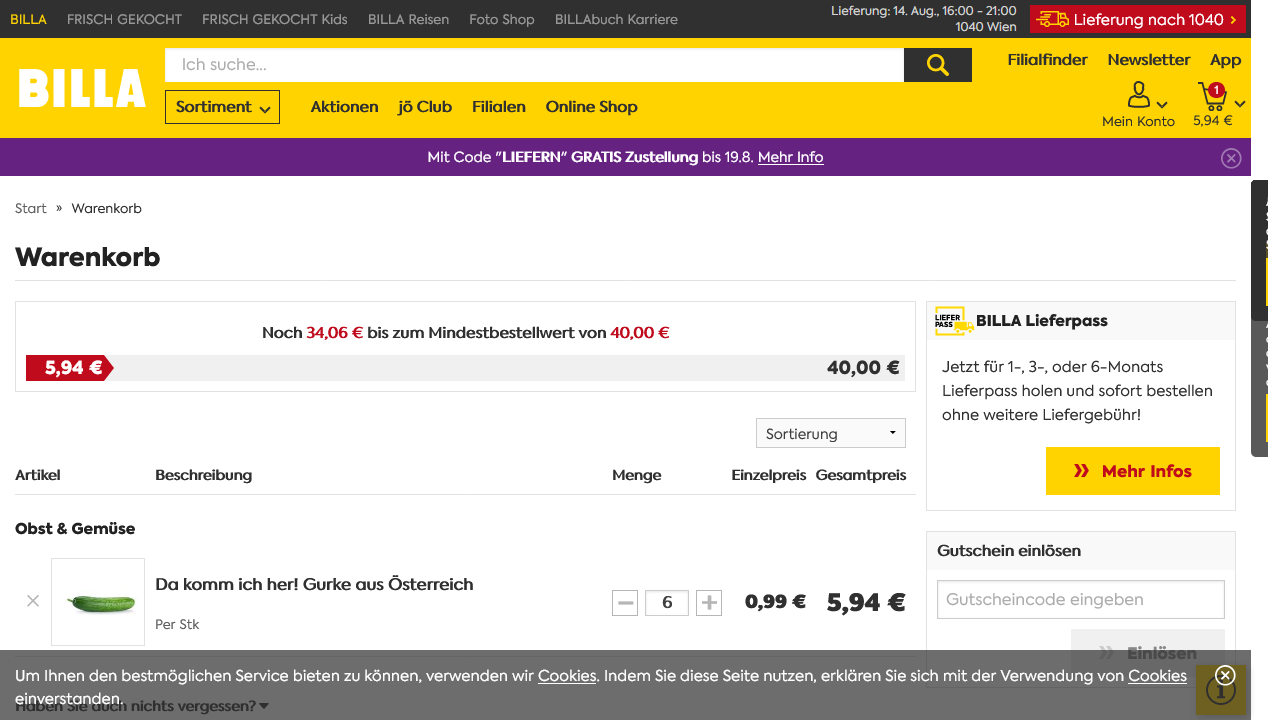 BILLA FRISCH GEKOCHT FRISCH GEKOCHT Kids BILLA Reisen Foto Shop BILLAbuch Karriere
Lieferung: 14. Aug., 16:00 - 21:00
1040 Wien
Lieferung nach 1040
BILLA
Ich suche...
Filialfinder Newsletter App
Sortiment Aktionen jö Club Filialen Online Shop
1
Mein Konto 5,94 €
Mit Code "LIEFERN" GRATIS Zustellung bis 19.8. Mehr Info
Start » Warenkorb
Warenkorb
Noch 34,06 € bis zum Mindestbestellwert von 40,00 €
5,94 € 40,00 €
Sortierung
Artikel Beschreibung Menge Einzelpreis Gesamtpreis
Obst & Gemüse
Da komm ich her! Gurke aus Österreich
6 0,99 € 5,94 €
Per Stk
LIEFER PASS
BILLA Lieferpass
Jetzt für 1-, 3-, oder 6-Monats
Lieferpass holen und sofort bestellen
ohne weitere Liefergebühr!
Mehr Infos
Gutschein einlösen
Gutscheincode eingeben
Einlösen
Um Ihnen den bestmöglichen Service bieten zu können, verwenden wir Cookies. Indem Sie diese Seite nutzen, erklären Sie sich mit der Verwendung von Cookies
einverstanden.
Haben Sie auch nichts vergessen?